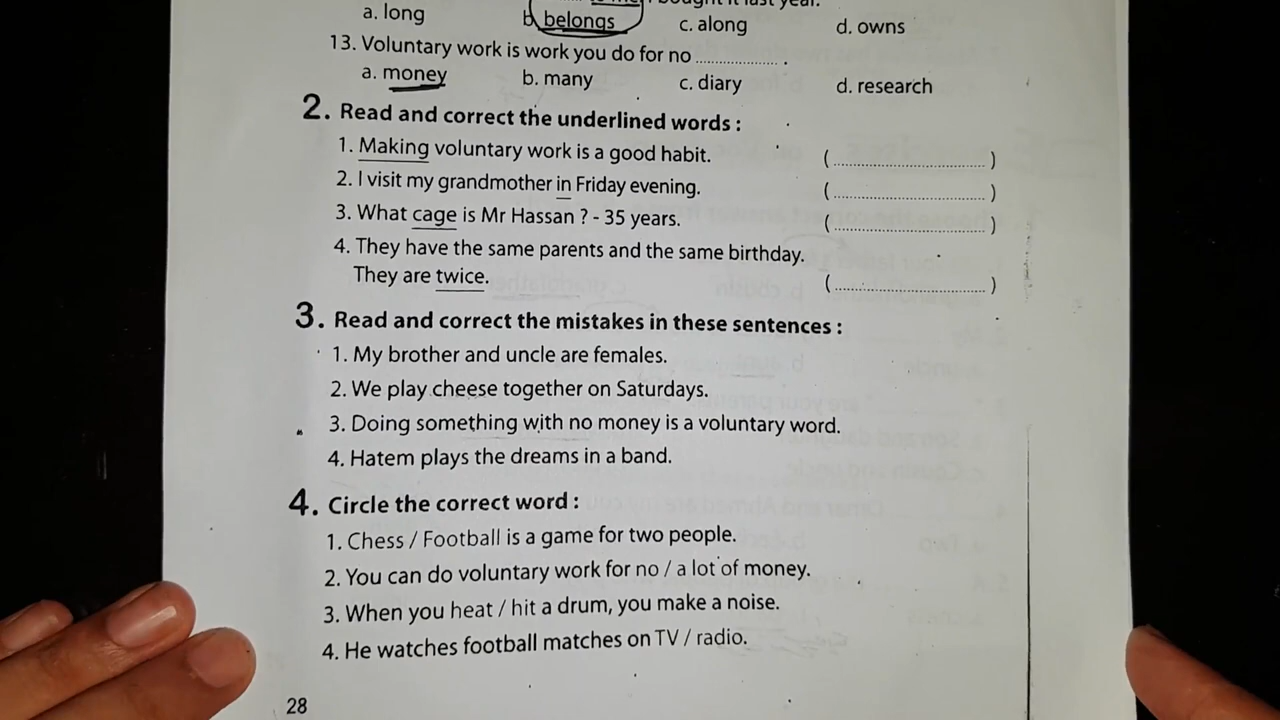 bought it last year.
a. long b belongs c. along d. owns
13. Voluntary work is work you do for no .................... .
a. money b. many c. diary d. research
2. Read and correct the underlined words :
1. Making voluntary work is a good habit. (......................................)
2. I visit my grandmother in Friday evening. (......................................)
3. What cage is Mr Hassan ? - 35 years. (......................................)
4. They have the same parents and the same birthday.
They are twice. (......................................)
3. Read and correct the mistakes in these sentences :
1. My brother and uncle are females.
2. We play cheese together on Saturdays.
3. Doing something with no money is a voluntary word.
4. Hatem plays the dreams in a band.
4. Circle the correct word :
1. Chess / Football is a game for two people.
2. You can do voluntary work for no / a lot of money.
3. When you heat / hit a drum, you make a noise.
4. He watches football matches on TV / radio.
28